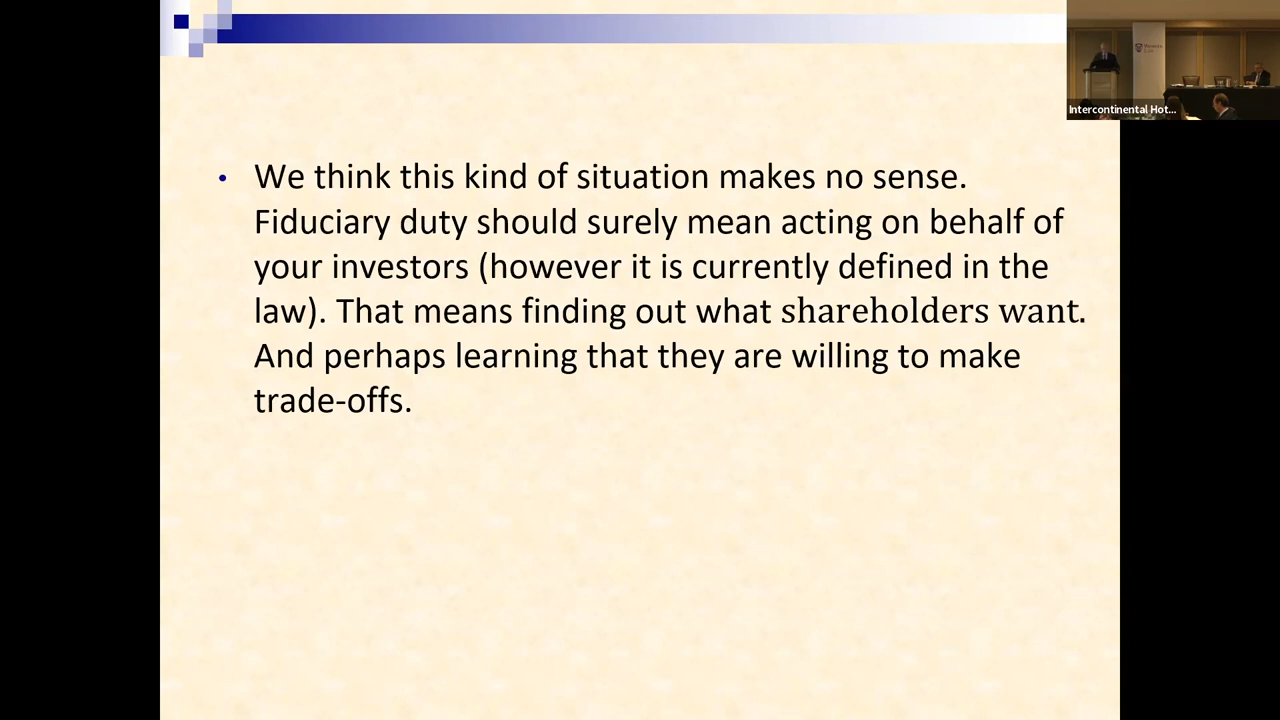 Intercontinental Hot...
• We think this kind of situation makes no sense.
Fiduciary duty should surely mean acting on behalf of
your investors (however it is currently defined in the
law). That means finding out what shareholders want.
And perhaps learning that they are willing to make
trade-offs.